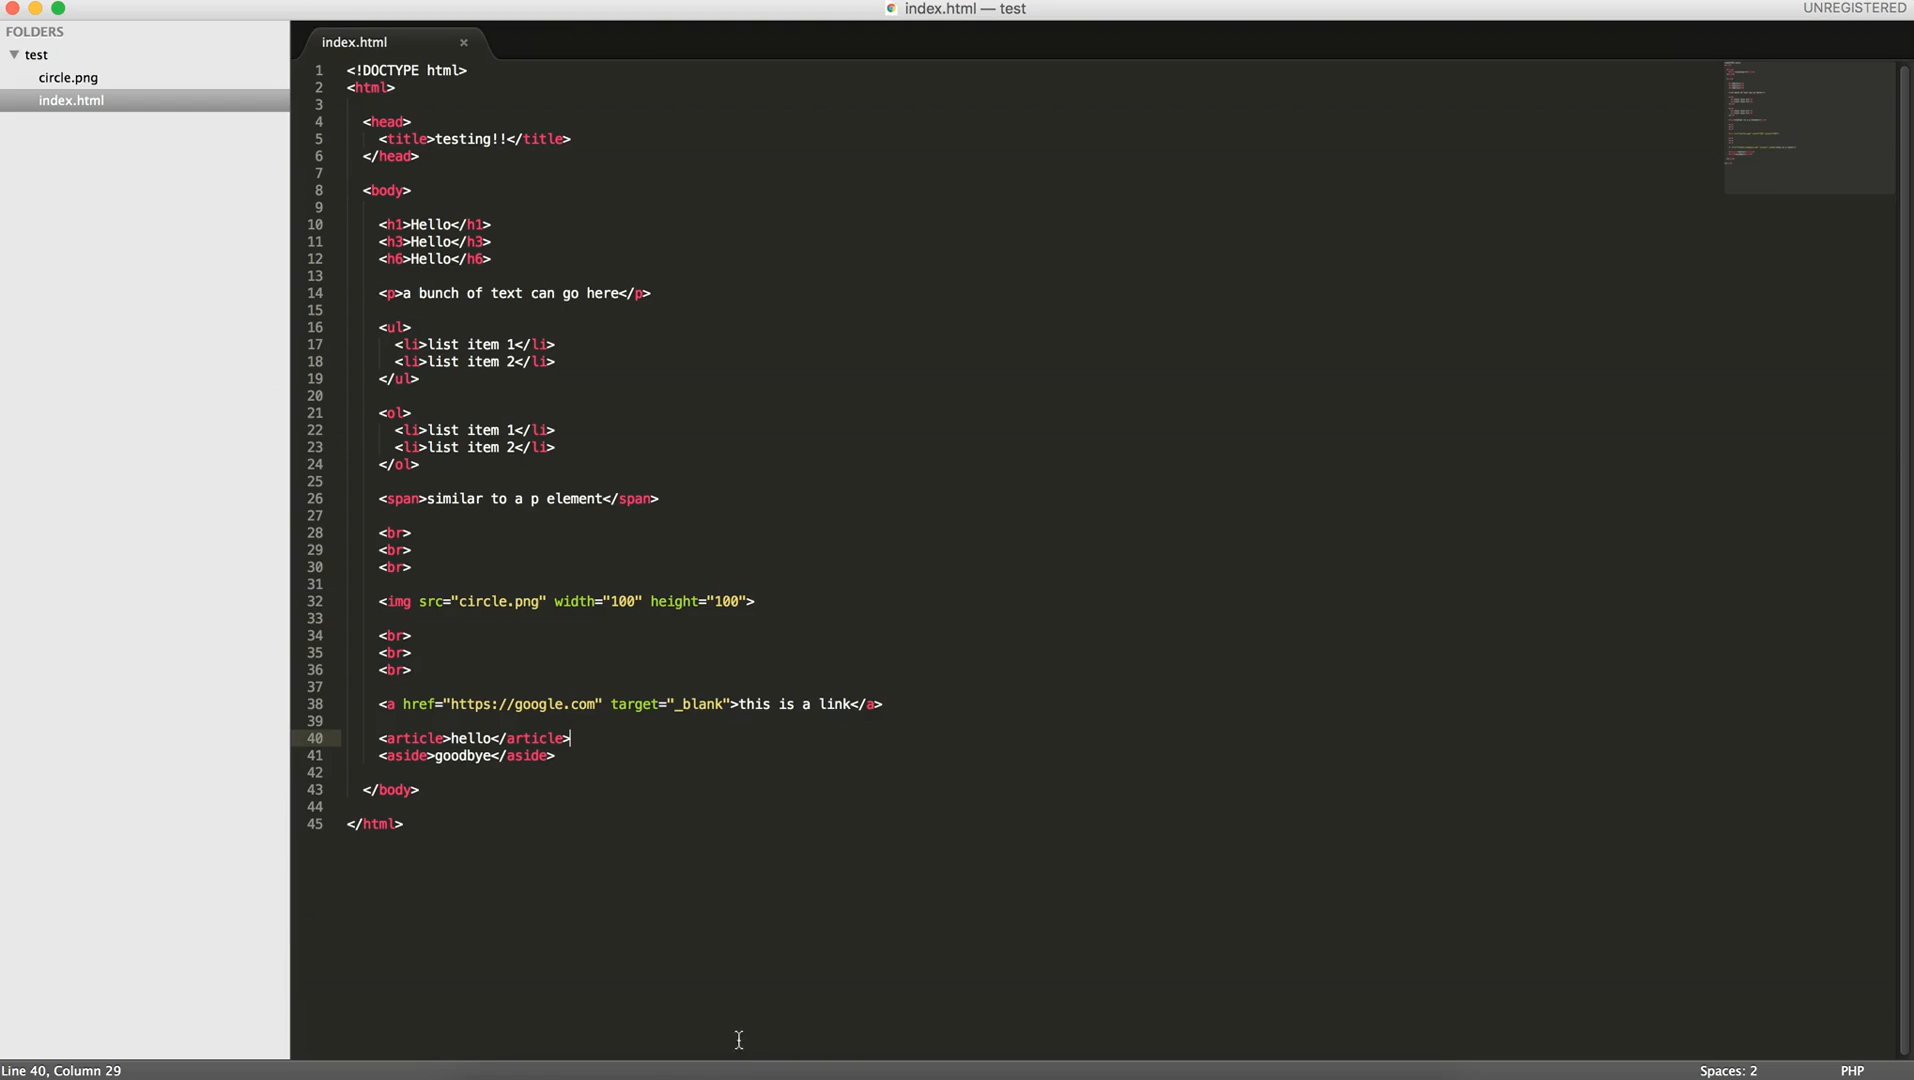 index.html — test
UNREGISTERED
FOLDERS
test
circle.png
index.html
index.html ×
1 <!DOCTYPE html>
2 <html>
3
4 <head>
5 <title>testing!!</title>
6 </head>
7
8 <body>
9
10 <h1>Hello</h1>
11 <h3>Hello</h3>
12 <h6>Hello</h6>
13
14 <p>a bunch of text can go here</p>
15
16 <ul>
17 <li>list item 1</li>
18 <li>list item 2</li>
19 </ul>
20
21 <ol>
22 <li>list item 1</li>
23 <li>list item 2</li>
24 </ol>
25
26 <span>similar to a p element</span>
27
28 <br>
29 <br>
30 <br>
31
32 <img src="circle.png" width="100" height="100">
33
34 <br>
35 <br>
36 <br>
37
38 <a href="https://google.com" target="_blank">this is a link</a>
39
40 <article>hello</article>
41 <aside>goodbye</aside>
42
43 </body>
44
45 </html>
Line 40, Column 29
Spaces: 2
PHP